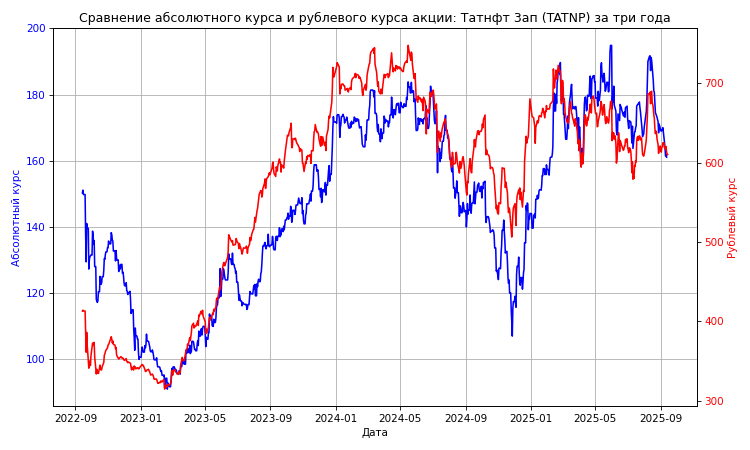 Сравнение абсолютного курса и рублевого курса акции: Татнфт 3ап (TATNP) за три года
200
180
160
140
120
100
Абсолютный курс
700
600
500
400
300
Рублевый курс
2022-09 2023-01 2023-05 2023-09 2024-01 2024-05 2024-09 2025-01 2025-05 2025-09
Дата